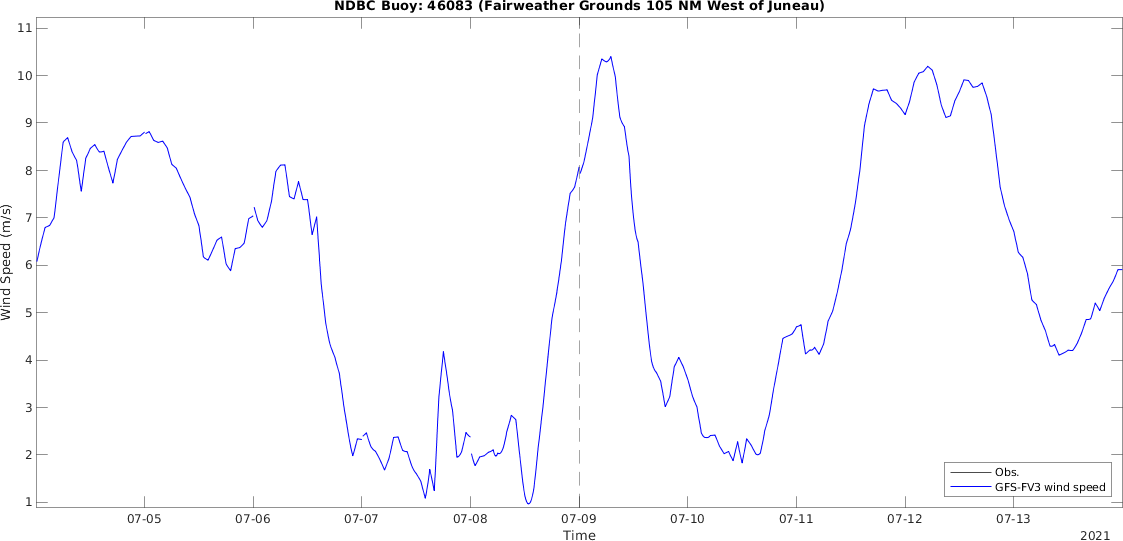 NDBC Buoy: 46083 (Fairweather Grounds 105 NM West of Juneau)
11
10
9
8
7
6
5
4
3
2
1
Wind Speed (m/s)
Obs.
GFS-FV3 wind speed
07-05 07-06 07-07 07-08 07-09 07-10 07-11 07-12 07-13
Time
2021